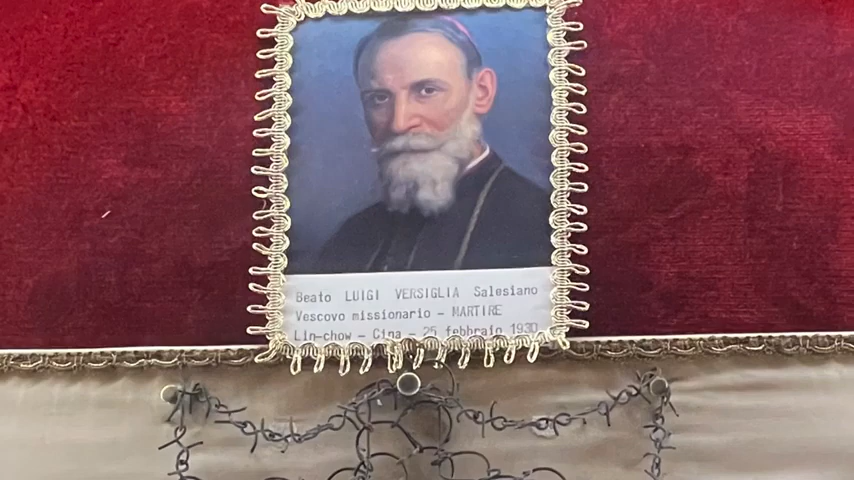 Beato LUIGI VERSIGLIA Salesiano
Vescovo missionario - MARTIRE
Lin-chow - Cina - 25 febbraio 1930